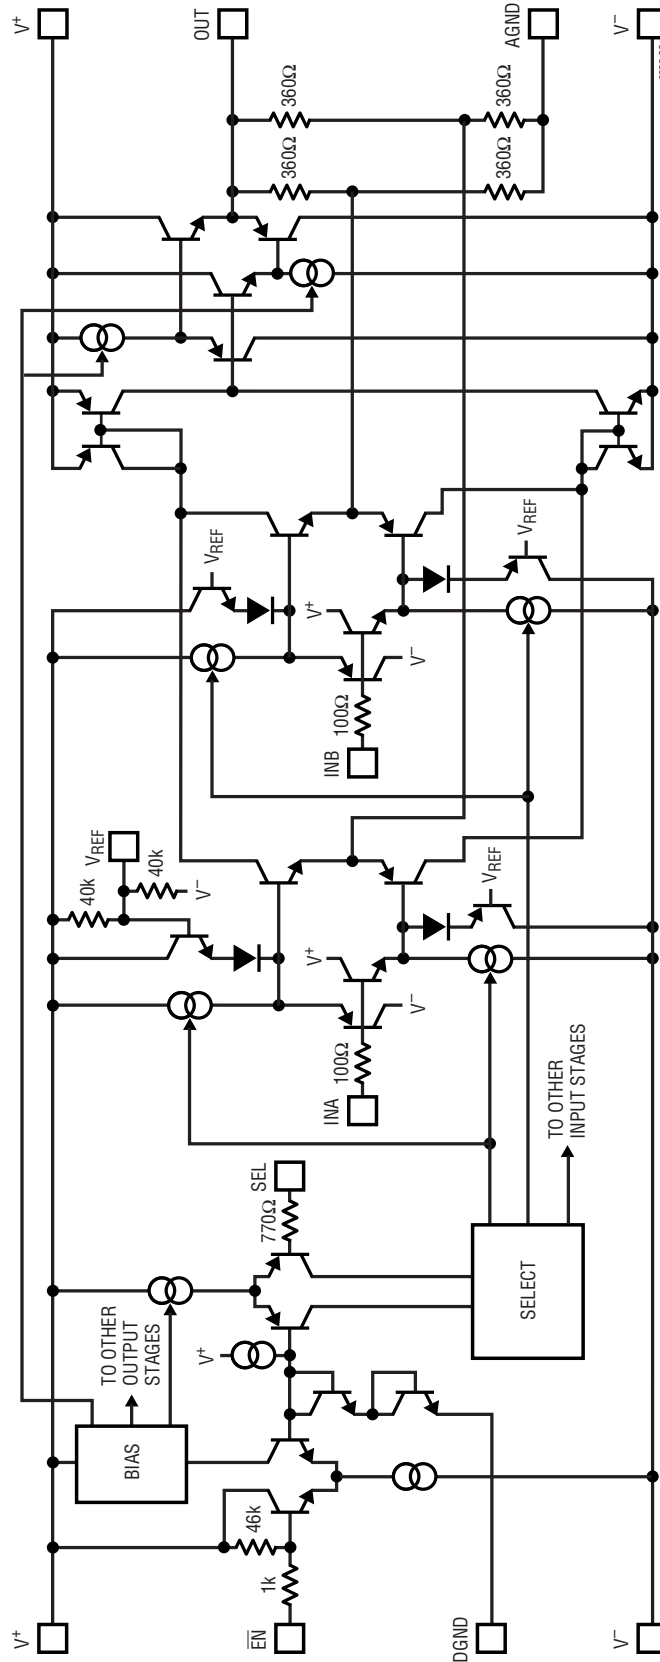 V+
V+
40k
VREF
TO OTHER
OUTPUT
STAGES
BIAS
40k
V–
V+
OUT
VREF
EN
1k
46k
SEL
770Ω
360Ω
360Ω
INA
100Ω
V+
INB
100Ω
V+
V–
V–
DGND
SELECT
VREF
VREF
360Ω
360Ω
AGND
TO OTHER
INPUT STAGES
V–
V–